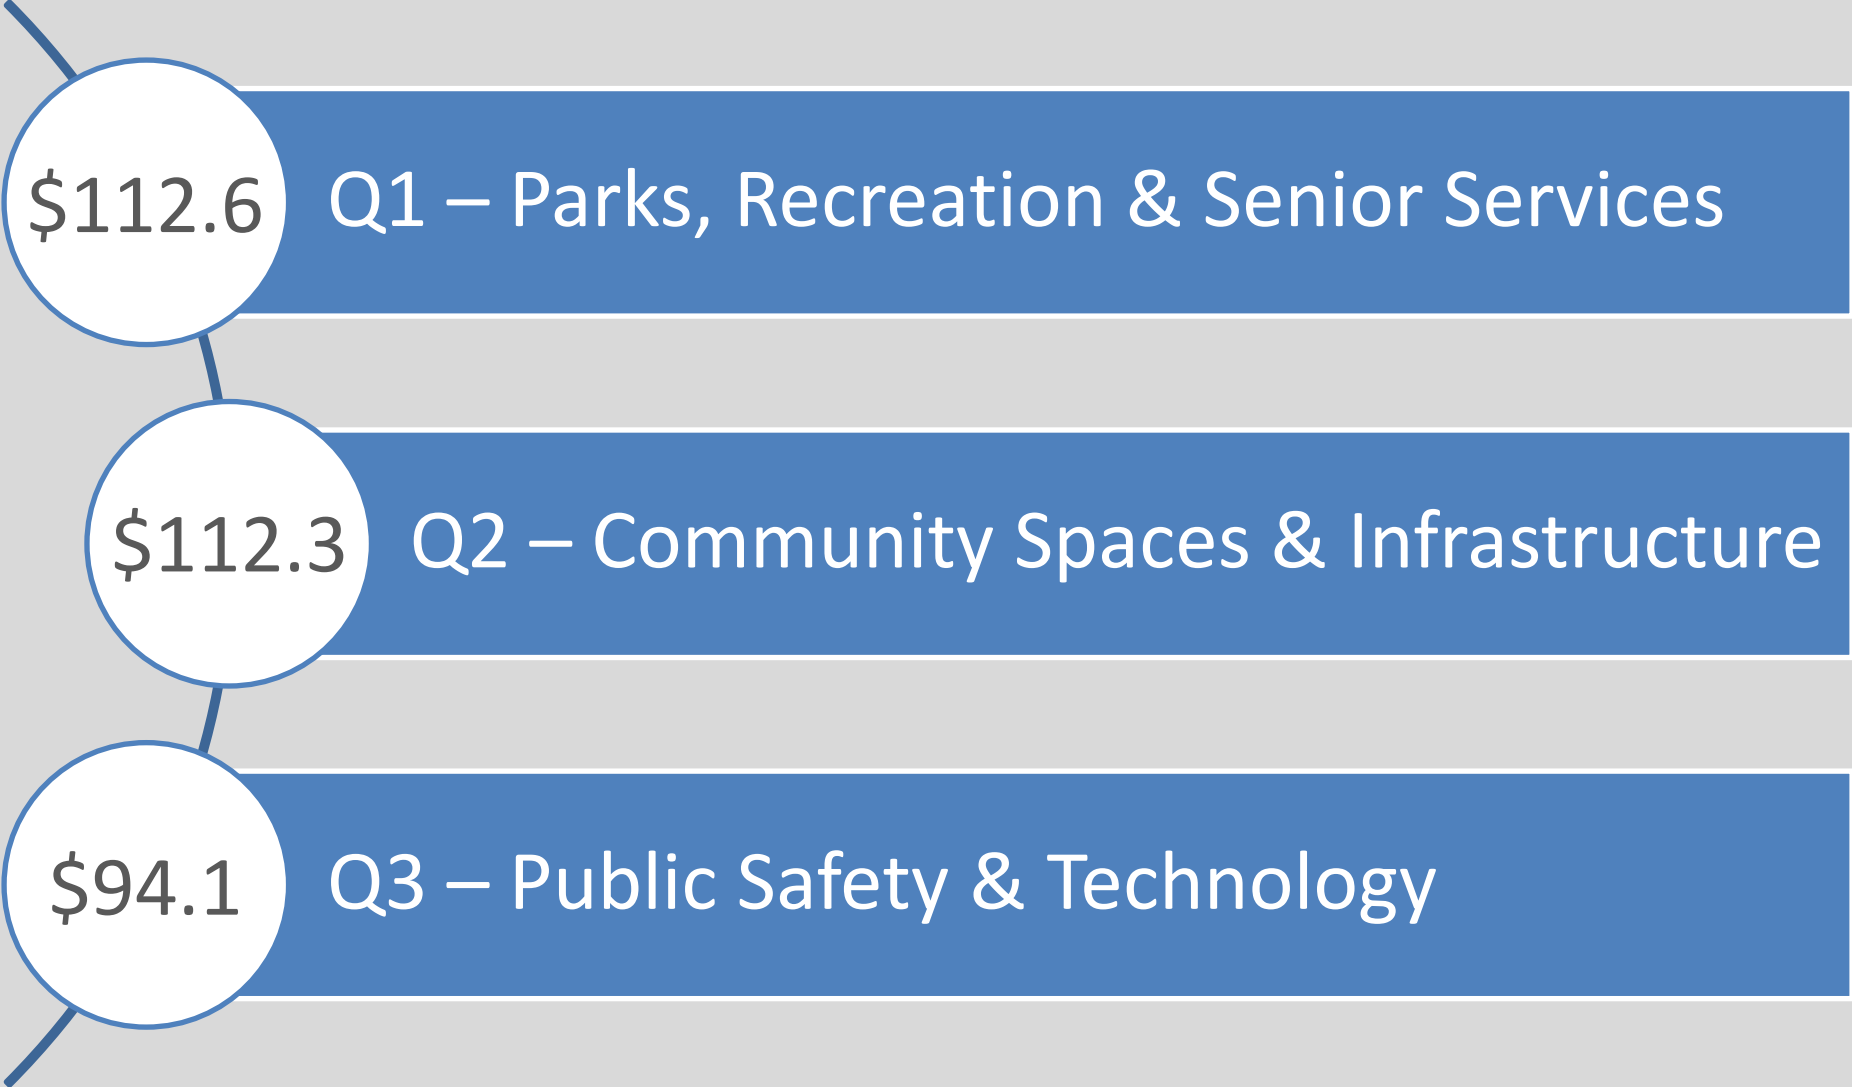 $112.6
Q1 – Parks, Recreation & Senior Services
$112.3
Q2 – Community Spaces & Infrastructure
$94.1
Q3 – Public Safety & Technology